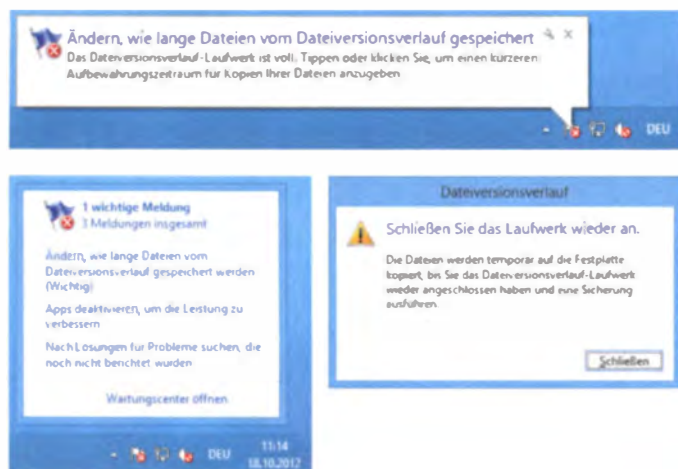 Ändern, wie lange Dateien vom Dateiversionsverlauf gespeichert
Das Dateiversionsverlauf-Laufwerk ist voll. Tippen oder klicken Sie, um einen kürzeren
Aufbewahrungszeitraum für Kopien Ihrer Dateien anzugeben
DEU
1 wichtige Meldung
3 Meldungen insgesamt
Ändern, wie lange Dateien vom
Dateiversionsverlauf gespeichert werden
(Wichtig)
Apps deaktivieren, um die Leistung zu
verbessern
Nach Lösungen für Probleme suchen, die
noch nicht berichtet wurden
Wartungscenter öffnen
DEU
11:14
18.10.2012
Dateiversionsverlauf
Schließen Sie das Laufwerk wieder an.
Die Dateien werden temporär auf die Festplatte
kopiert, bis Sie das Dateiversionsverlauf-Laufwerk
wieder angeschlossen haben und eine Sicherung
ausführen.
Schließen